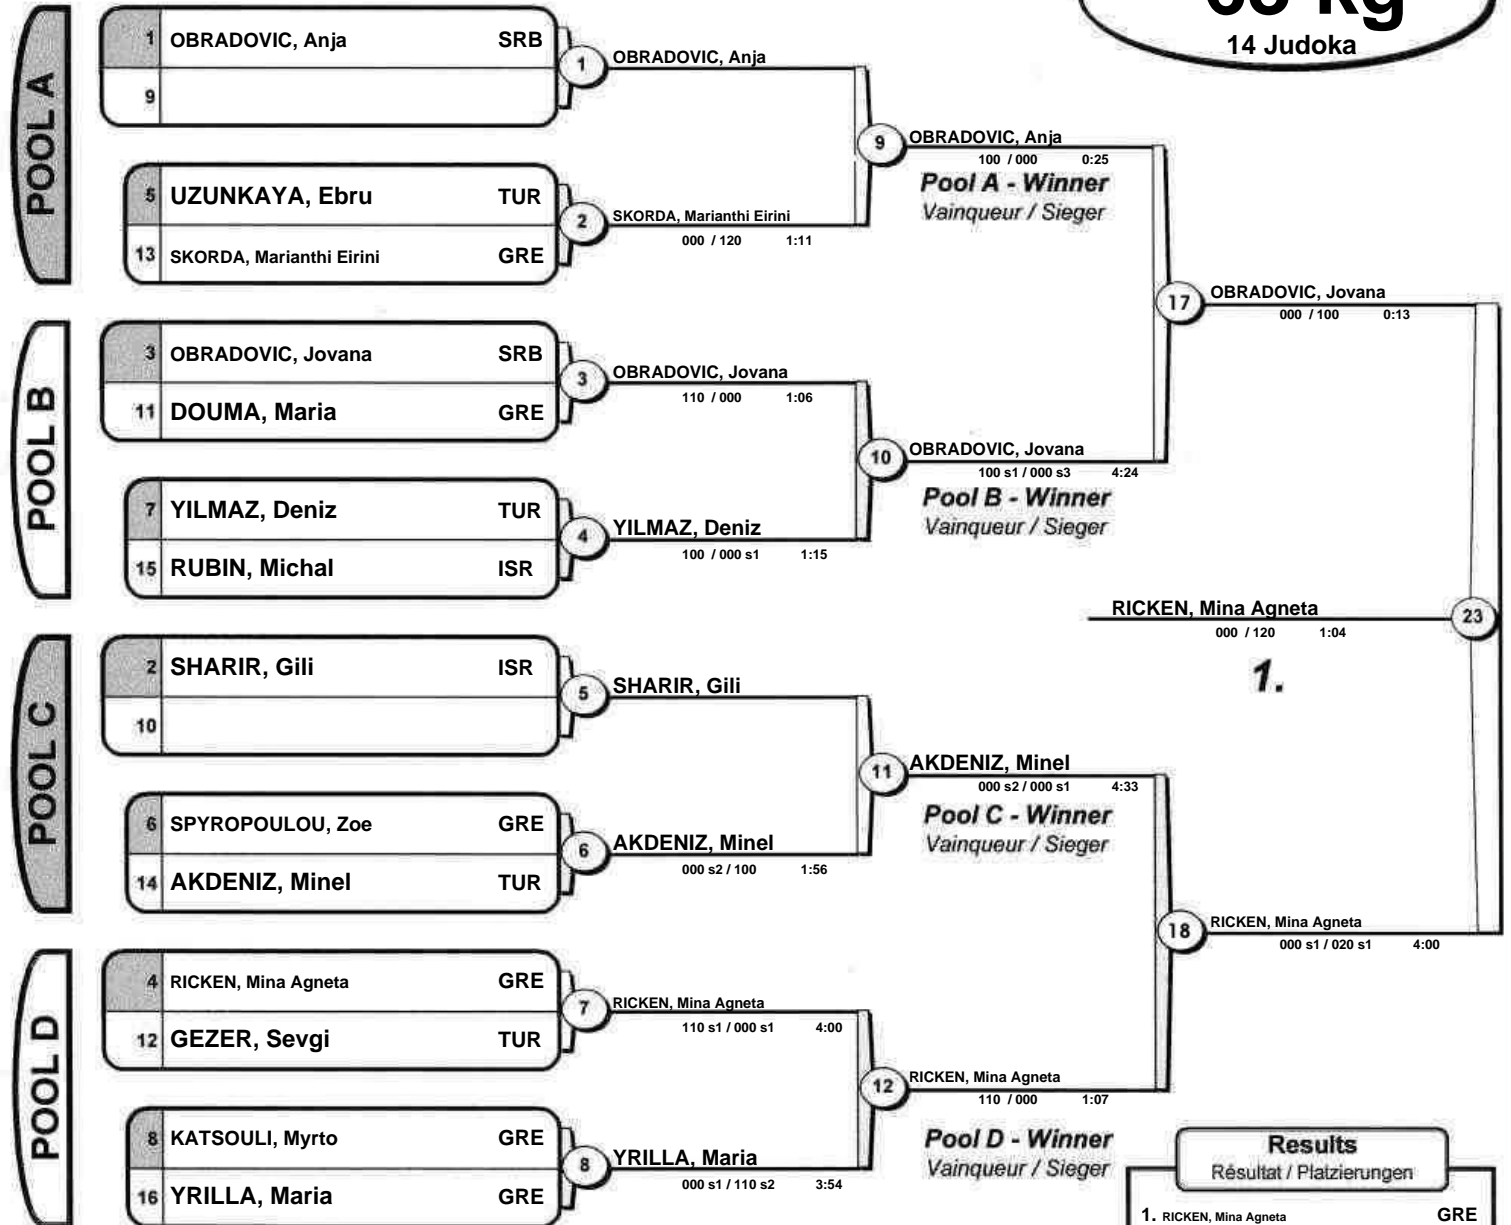 14 Judoka
POOL A
1 OBRADOVIC, Anja SRB
9
1 OBRADOVIC, Anja
5 UZUNKAYA, Ebru TUR
13 SKORDA, Marianthi Eirini GRE
2 SKORDA, Marianthi Eirini
000 / 120 1:11
9 OBRADOVIC, Anja
100 / 000 0:25
Pool A - Winner
Vainqueur / Sieger
POOL B
3 OBRADOVIC, Jovana SRB
11 DOUMA, Maria GRE
3 OBRADOVIC, Jovana
110 / 000 1:06
7 YILMAZ, Deniz TUR
15 RUBIN, Michal ISR
4 YILMAZ, Deniz
100 / 000 s1 1:15
10 OBRADOVIC, Jovana
100 s1 / 000 s3 4:24
Pool B - Winner
Vainqueur / Sieger
17 OBRADOVIC, Jovana
000 / 100 0:13
POOL C
2 SHARIR, Gili ISR
10
5 SHARIR, Gili
6 SPYROPOULOU, Zoe GRE
14 AKDENIZ, Minel TUR
6 AKDENIZ, Minel
000 s2 / 100 1:56
11 AKDENIZ, Minel
000 s2 / 000 s1 4:33
Pool C - Winner
Vainqueur / Sieger
POOL D
4 RICKEN, Mina Agneta GRE
12 GEZER, Sevgi TUR
7 RICKEN, Mina Agneta
110 s1 / 000 s1 4:00
8 KATSOULI, Myrto GRE
16 YRILLA, Maria GRE
8 YRILLA, Maria
000 s1 / 110 s2 3:54
12 RICKEN, Mina Agneta
110 / 000 1:07
Pool D - Winner
Vainqueur / Sieger
18 RICKEN, Mina Agneta
000 s1 / 020 s1 4:00
RICKEN, Mina Agneta 23
000 / 120 1:04
1.
Results
Résultat / Platzierungen
1. RICKEN, Mina Agneta GRE